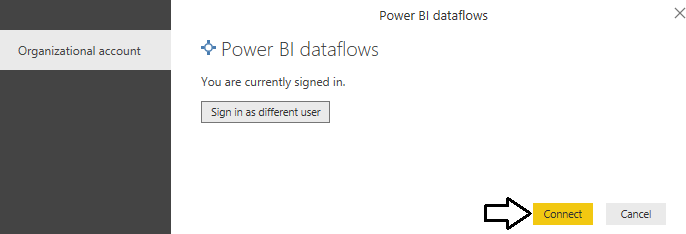 Power BI dataflows
Organizational account
Power BI dataflows
You are currently signed in.
Sign in as different user
Connect
Cancel